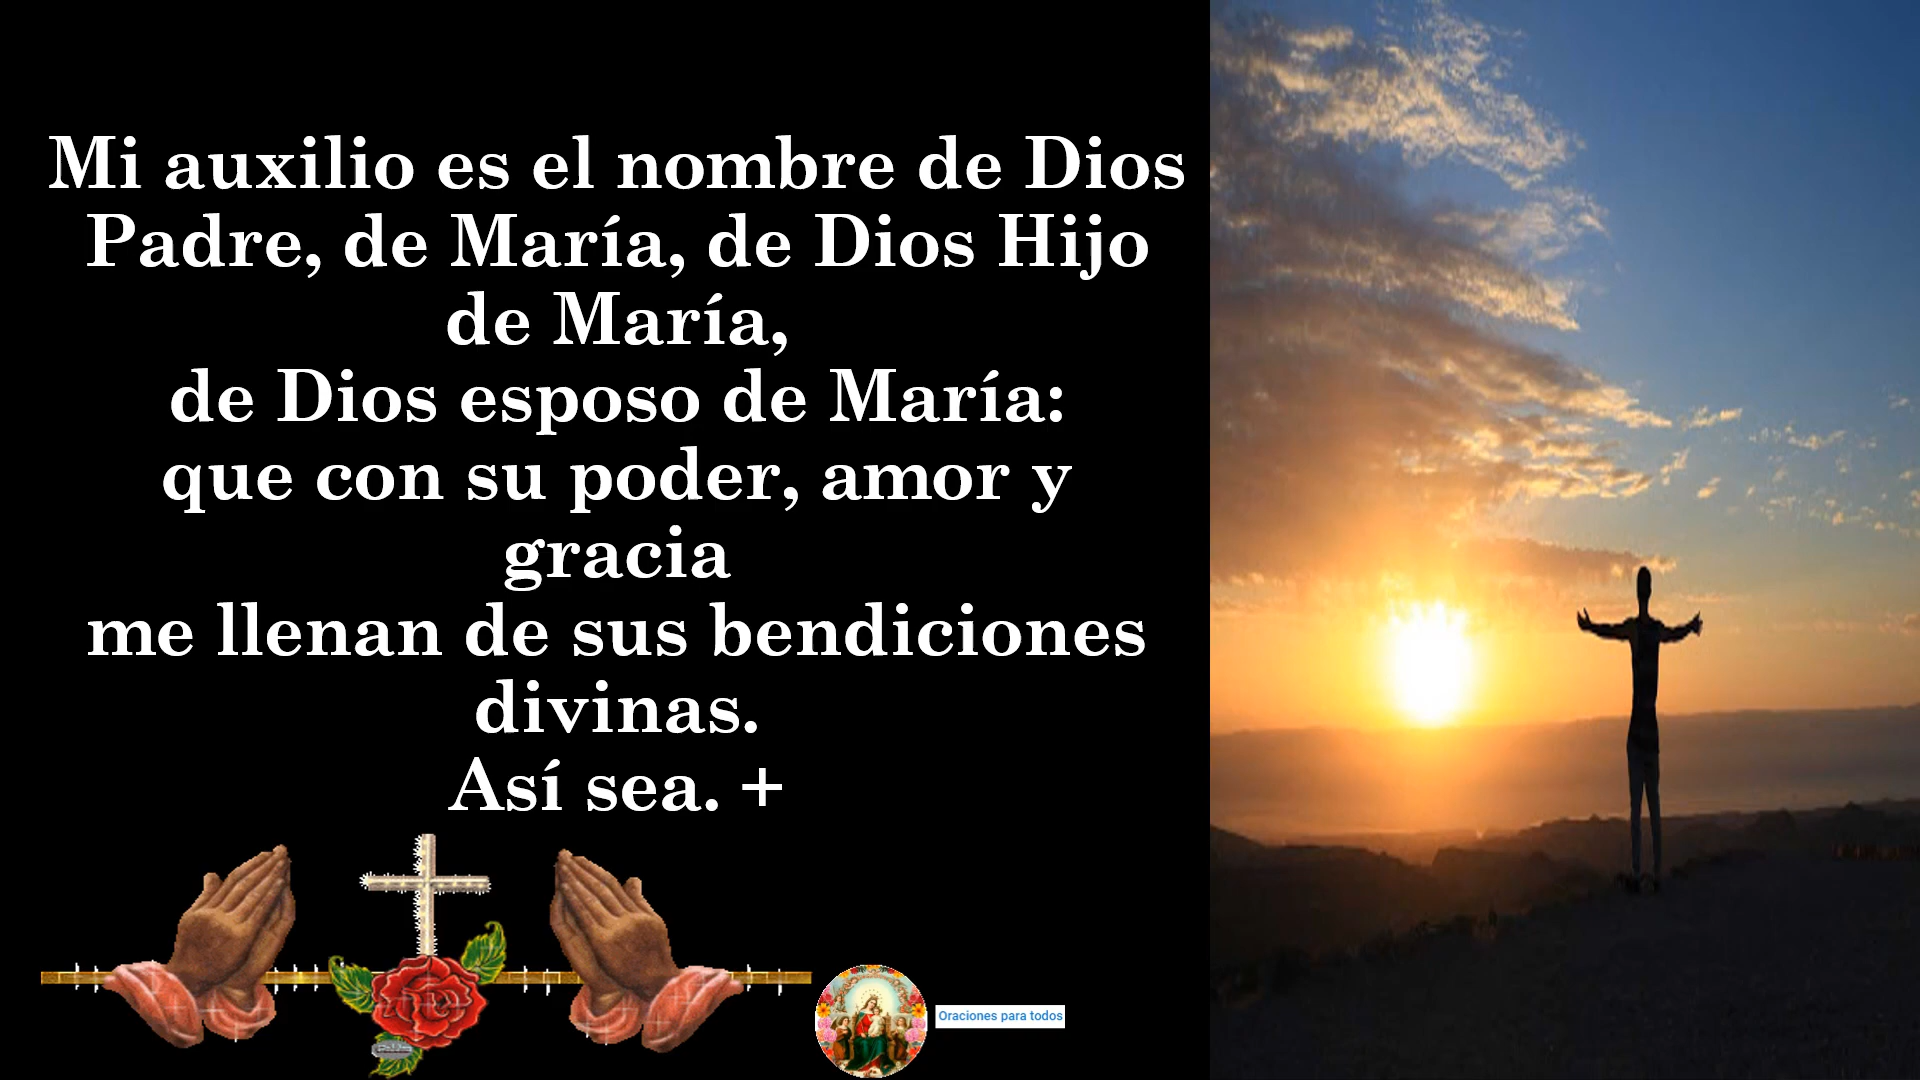 Mi auxilio es el nombre de Dios
Padre, de María, de Dios Hijo
de María,
de Dios esposo de María:
que con su poder, amor y
gracia
me llenan de sus bendiciones
divinas.
Así sea. +
Oraciones para todos